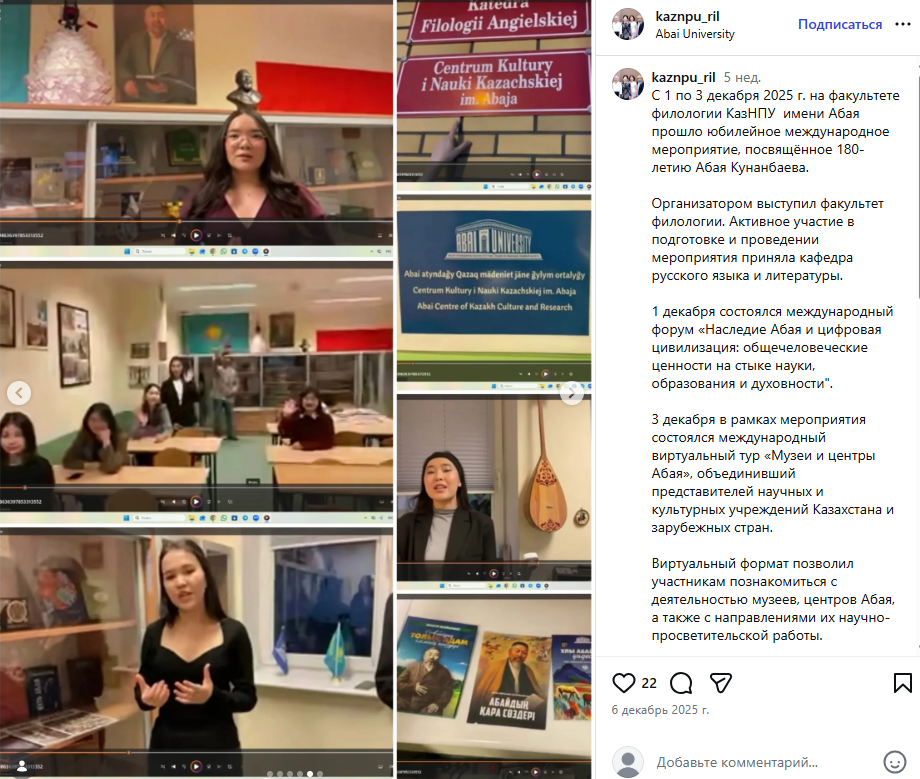 Katedra
Filologii Angielskiej
Centrum Kultury
i Nauki Kazachskiej
im. Abaja
ABAI UNIVERSITY
Abai atyndağy Qazaq mädeniet jäne ğylym ortalyğy
Centrum Kultury i Nauki Kazachskiej im. Abaja
Abai Centre of Kazakh Culture and Research
АБАЙДЫҢ
ҚАРА СӨЗДЕРІ
kaznpu_ril
Abai University
Подписаться
kaznpu_ril 5 нед.
С 1 по 3 декабря 2025 г. на факультете
филологии КазНПУ имени Абая
прошло юбилейное международное
мероприятие, посвящённое 180-
летию Абая Кунанбаева.
Организатором выступил факультет
филологии. Активное участие в
подготовке и проведении
мероприятия приняла кафедра
русского языка и литературы.
1 декабря состоялся международный
форум «Наследие Абая и цифровая
цивилизация: общечеловеческие
ценности на стыке науки,
образования и духовности".
3 декабря в рамках мероприятия
состоялся международный
виртуальный тур «Музеи и центры
Абая», объединивший
представителей научных и
культурных учреждений Казахстана и
зарубежных стран.
Виртуальный формат позволил
участникам познакомиться с
деятельностью музеев, центров Абая,
а также с направлениями их научно-
просветительской работы.
22
6 декабрь 2025 г.
Добавьте комментарий...